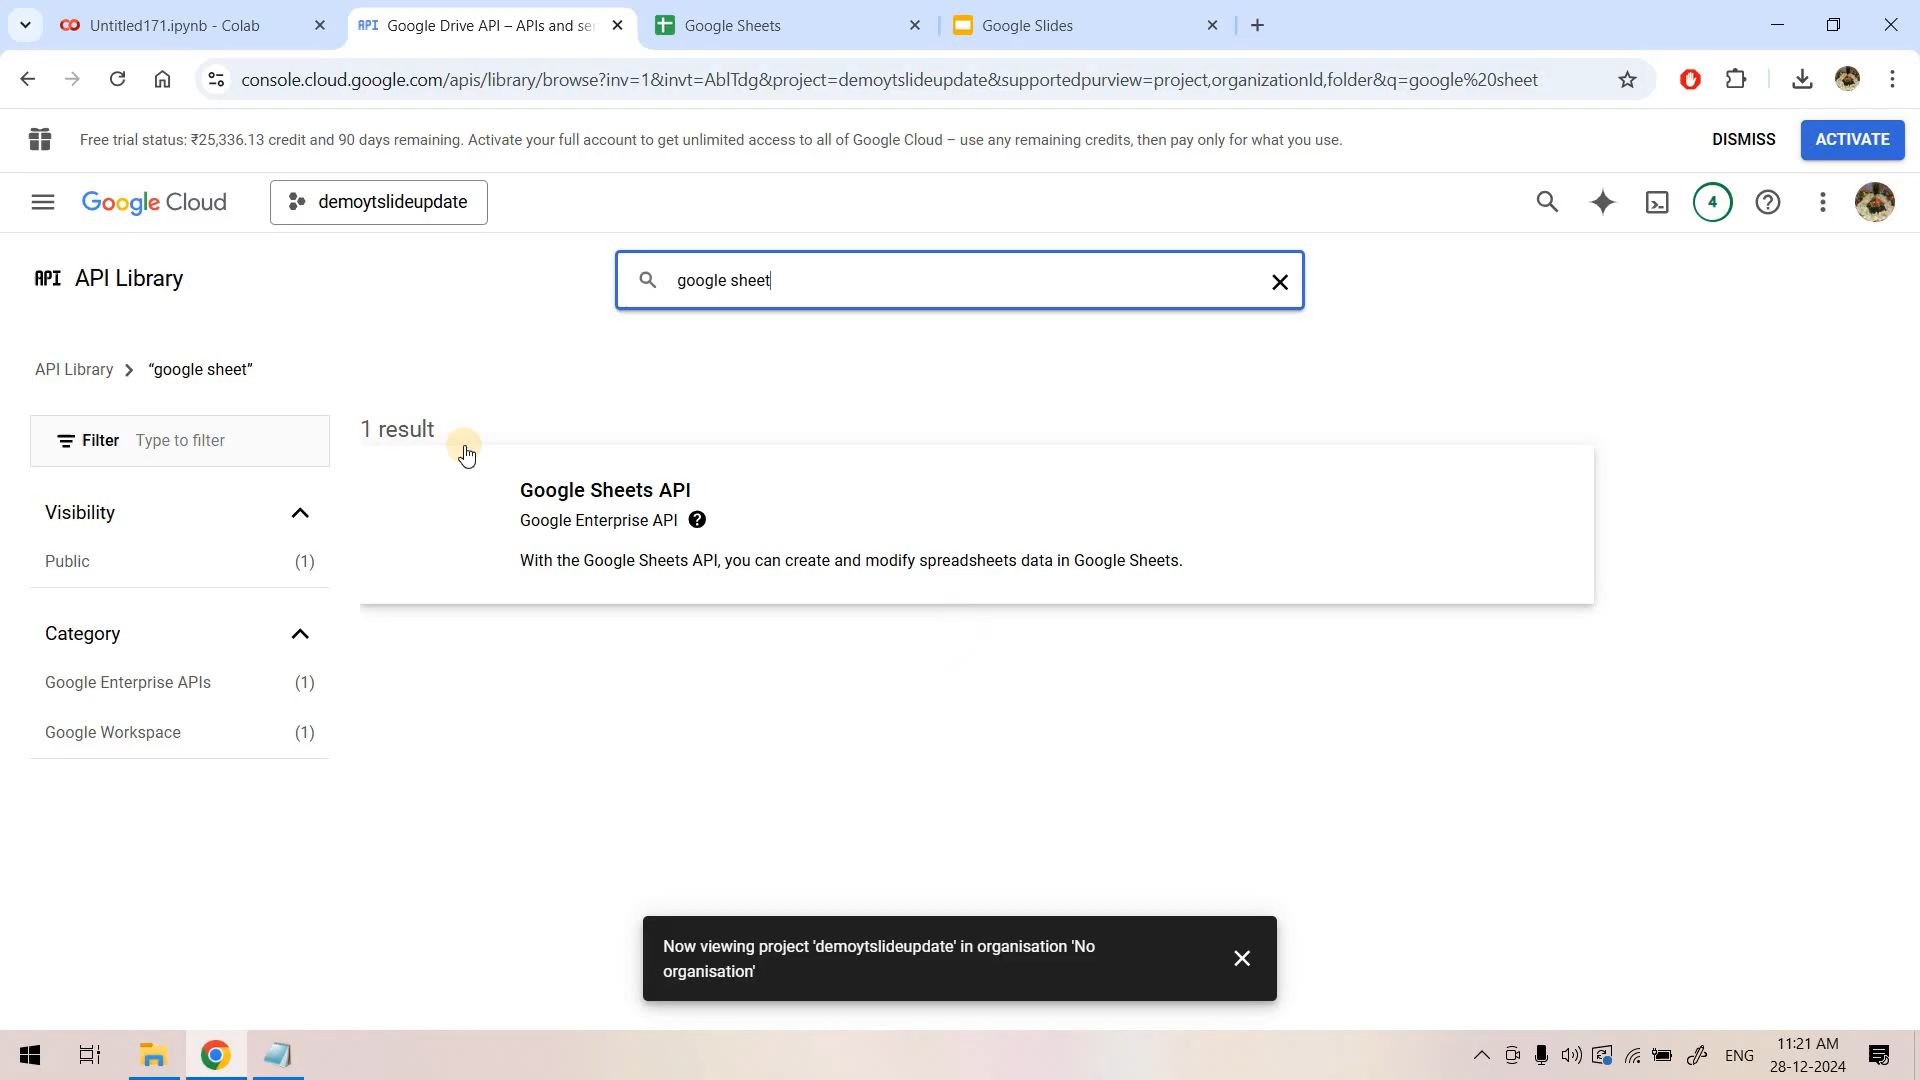 Untitled171.ipynb - Colab
API Google Drive API – APIs and se
Google Sheets
Google Slides
console.cloud.google.com/apis/library/browse?inv=1&invt=AblTdg&project=demoytslideupdate&supportedpurview=project,organizationId,folder&q=google%20sheet
Free trial status: ₹25,336.13 credit and 90 days remaining. Activate your full account to get unlimited access to all of Google Cloud – use any remaining credits, then pay only for what you use.
DISMISS
ACTIVATE
Google Cloud
demoytslideupdate
4
API API Library
google sheet
API Library
“google sheet”
Filter Type to filter
1 result
Google Sheets API
Google Enterprise API
With the Google Sheets API, you can create and modify spreadsheets data in Google Sheets.
Visibility
Public (1)
Category
Google Enterprise APIs (1)
Google Workspace (1)
Now viewing project 'demoytslideupdate' in organisation 'No
organisation'
ENG
11:21 AM
28-12-2024